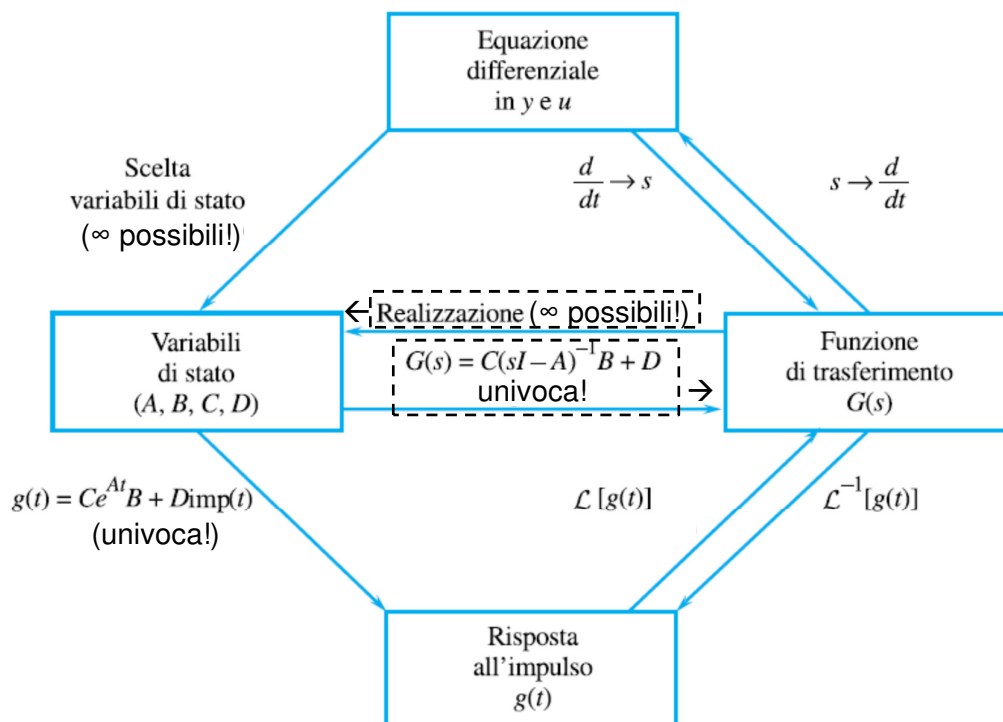 Equazione
differenziale
in y e u
Scelta
variabili di stato
(∞ possibili!)
d/dt → s
s → d/dt
← Realizzazione (∞ possibili!)
G(s) = C(sI – A)⁻¹B + D
univoca! →
Variabili
di stato
(A, B, C, D)
Funzione
di trasferimento
G(s)
g(t) = Ce^{At}B + Dimp(t)
(univoca!)
ℒ [g(t)]
ℒ⁻¹[g(t)]
Risposta
all'impulso
g(t)